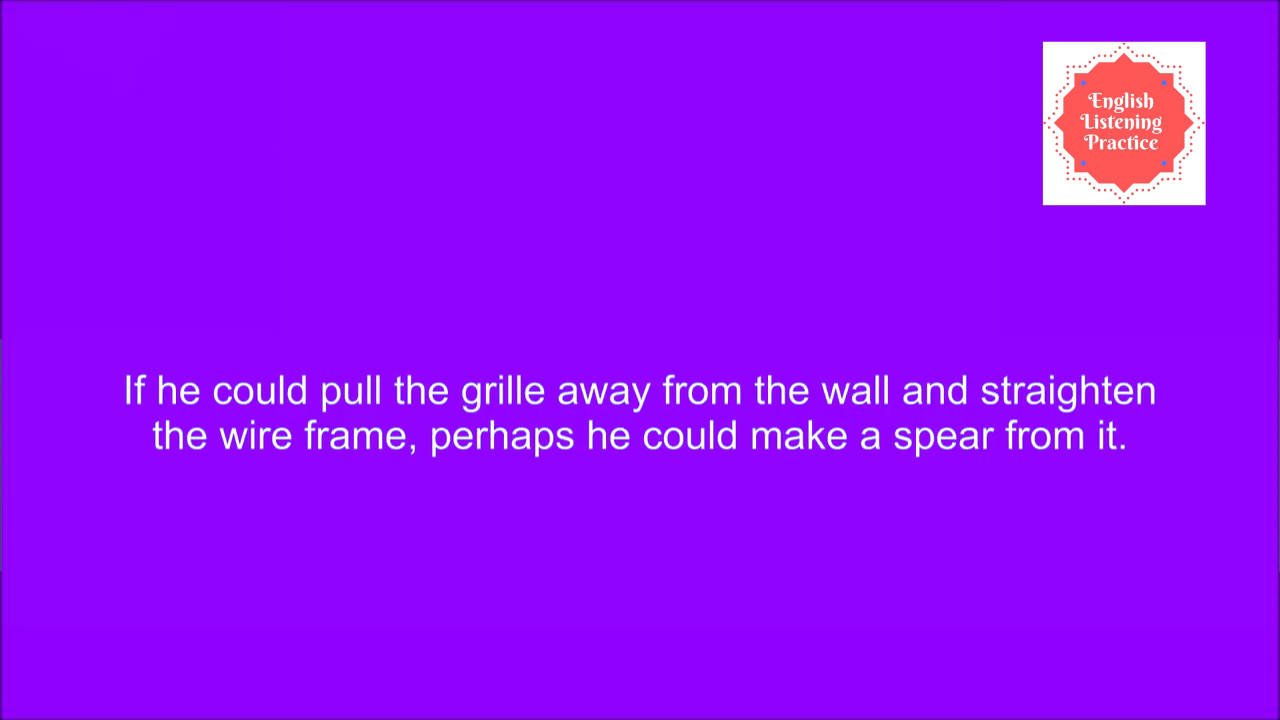 English
Listening
Practice
If he could pull the grille away from the wall and straighten
the wire frame, perhaps he could make a spear from it.